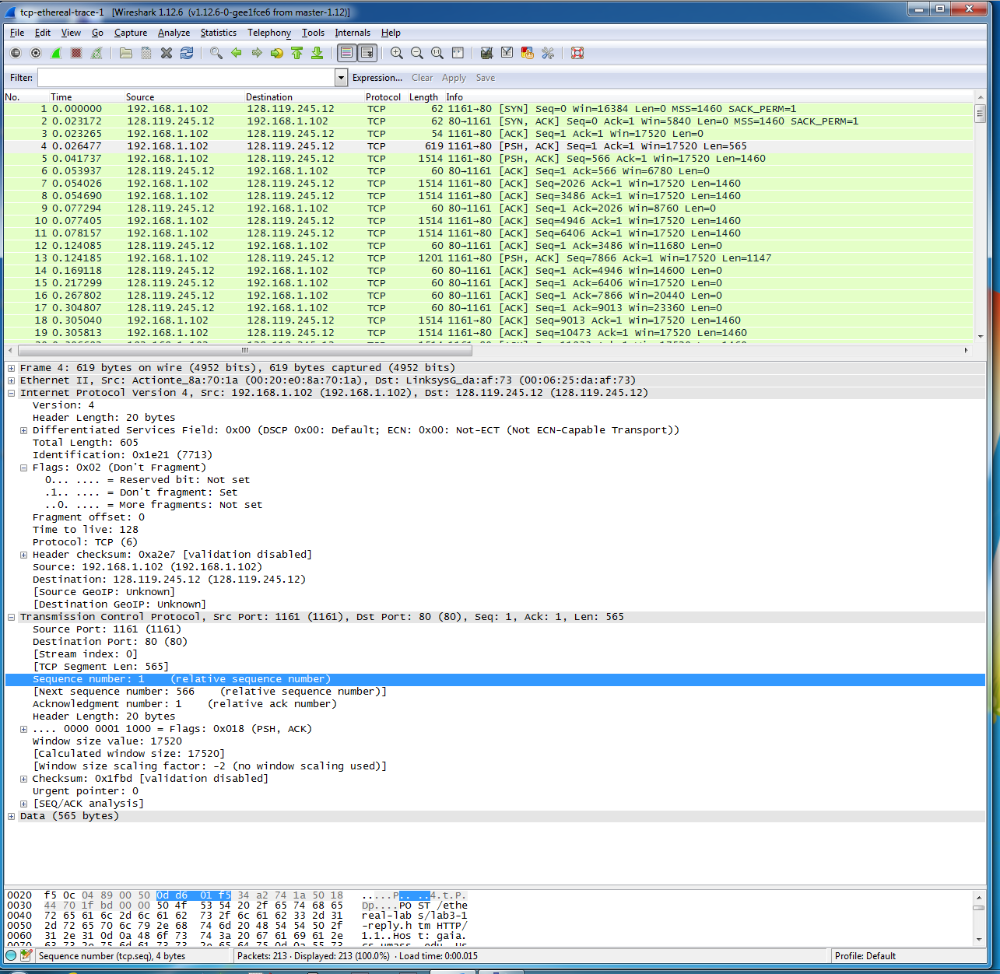 tcp-ethereal-trace-1   [Wireshark 1.12.6  (v1.12.6-0-gee1fce6 from master-1.12)]
File Edit View Go Capture Analyze Statistics Telephony Tools Internals Help
Filter: Expression... Clear Apply Save
No. Time Source Destination Protocol Length Info
1 0.000000 192.168.1.102 128.119.245.12 TCP 62 1161→80 [SYN] Seq=0 Win=16384 Len=0 MSS=1460 SACK_PERM=1
2 0.023172 128.119.245.12 192.168.1.102 TCP 62 80→1161 [SYN, ACK] Seq=0 Ack=1 Win=5840 Len=0 MSS=1460 SACK_PERM=1
3 0.023265 192.168.1.102 128.119.245.12 TCP 54 1161→80 [ACK] Seq=1 Ack=1 Win=17520 Len=0
4 0.026477 192.168.1.102 128.119.245.12 TCP 619 1161→80 [PSH, ACK] Seq=1 Ack=1 Win=17520 Len=565
5 0.041737 192.168.1.102 128.119.245.12 TCP 1514 1161→80 [PSH, ACK] Seq=566 Ack=1 Win=17520 Len=1460
6 0.053937 128.119.245.12 192.168.1.102 TCP 60 80→1161 [ACK] Seq=1 Ack=566 Win=6780 Len=0
7 0.054026 192.168.1.102 128.119.245.12 TCP 1514 1161→80 [ACK] Seq=2026 Ack=1 Win=17520 Len=1460
8 0.054690 192.168.1.102 128.119.245.12 TCP 1514 1161→80 [ACK] Seq=3486 Ack=1 Win=17520 Len=1460
9 0.077294 128.119.245.12 192.168.1.102 TCP 60 80→1161 [ACK] Seq=1 Ack=2026 Win=8760 Len=0
10 0.077405 192.168.1.102 128.119.245.12 TCP 1514 1161→80 [ACK] Seq=4946 Ack=1 Win=17520 Len=1460
11 0.078157 192.168.1.102 128.119.245.12 TCP 1514 1161→80 [ACK] Seq=6406 Ack=1 Win=17520 Len=1460
12 0.124085 128.119.245.12 192.168.1.102 TCP 60 80→1161 [ACK] Seq=1 Ack=3486 Win=11680 Len=0
13 0.124185 192.168.1.102 128.119.245.12 TCP 1201 1161→80 [PSH, ACK] Seq=7866 Ack=1 Win=17520 Len=1147
14 0.169118 128.119.245.12 192.168.1.102 TCP 60 80→1161 [ACK] Seq=1 Ack=4946 Win=14600 Len=0
15 0.217299 128.119.245.12 192.168.1.102 TCP 60 80→1161 [ACK] Seq=1 Ack=6406 Win=17520 Len=0
16 0.267802 128.119.245.12 192.168.1.102 TCP 60 80→1161 [ACK] Seq=1 Ack=7866 Win=20440 Len=0
17 0.304807 128.119.245.12 192.168.1.102 TCP 60 80→1161 [ACK] Seq=1 Ack=9013 Win=23360 Len=0
18 0.305040 192.168.1.102 128.119.245.12 TCP 1514 1161→80 [ACK] Seq=9013 Ack=1 Win=17520 Len=1460
19 0.305813 192.168.1.102 128.119.245.12 TCP 1514 1161→80 [ACK] Seq=10473 Ack=1 Win=17520 Len=1460
Frame 4: 619 bytes on wire (4952 bits), 619 bytes captured (4952 bits)
Ethernet II, Src: Actionte_8a:70:1a (00:20:e0:8a:70:1a), Dst: LinksysG_da:af:73 (00:06:25:da:af:73)
Internet Protocol Version 4, Src: 192.168.1.102 (192.168.1.102), Dst: 128.119.245.12 (128.119.245.12)
Version: 4
Header Length: 20 bytes
Differentiated Services Field: 0x00 (DSCP 0x00: Default; ECN: 0x00: Not-ECT (Not ECN-Capable Transport))
Total Length: 605
Identification: 0x1e21 (7713)
Flags: 0x02 (Don't Fragment)
0... .... = Reserved bit: Not set
.1.. .... = Don't fragment: Set
..0. .... = More fragments: Not set
Fragment offset: 0
Time to live: 128
Protocol: TCP (6)
Header checksum: 0xa2e7 [validation disabled]
Source: 192.168.1.102 (192.168.1.102)
Destination: 128.119.245.12 (128.119.245.12)
[Source GeoIP: Unknown]
[Destination GeoIP: Unknown]
Transmission Control Protocol, Src Port: 1161 (1161), Dst Port: 80 (80), Seq: 1, Ack: 1, Len: 565
Source Port: 1161 (1161)
Destination Port: 80 (80)
[Stream index: 0]
[TCP Segment Len: 565]
Sequence number: 1    (relative sequence number)
[Next sequence number: 566    (relative sequence number)]
Acknowledgment number: 1    (relative ack number)
Header Length: 20 bytes
.... 0000 0001 1000 = Flags: 0x018 (PSH, ACK)
Window size value: 17520
[Calculated window size: 17520]
[Window size scaling factor: -2 (no window scaling used)]
Checksum: 0x1fbd [validation disabled]
Urgent pointer: 0
[SEQ/ACK analysis]
Data (565 bytes)
0020  f5 0c 04 89 00 50 0d d6  01 f5 34 a2 74 1a 50 18   .....P.. ..4.t.P.
0030  44 70 1f bd 00 00 50 4f  53 54 20 2f 65 74 68 65   Dp....PO ST /ethe
0040  72 65 61 6c 2d 6c 61 62  73 2f 6c 61 62 33 2d 31   real-lab s/lab3-1
0050  2d 72 65 70 6c 79 2e 68  74 6d 20 48 54 54 50 2f   -reply.h tm HTTP/
0060  31 2e 31 0d 0a 48 6f 73  74 3a 20 67 61 69 61 2e   1.1..Hos t: gaia.
Sequence number (tcp.seq), 4 bytes Packets: 213 · Displayed: 213 (100.0%) · Load time: 0:00.015 Profile: Default